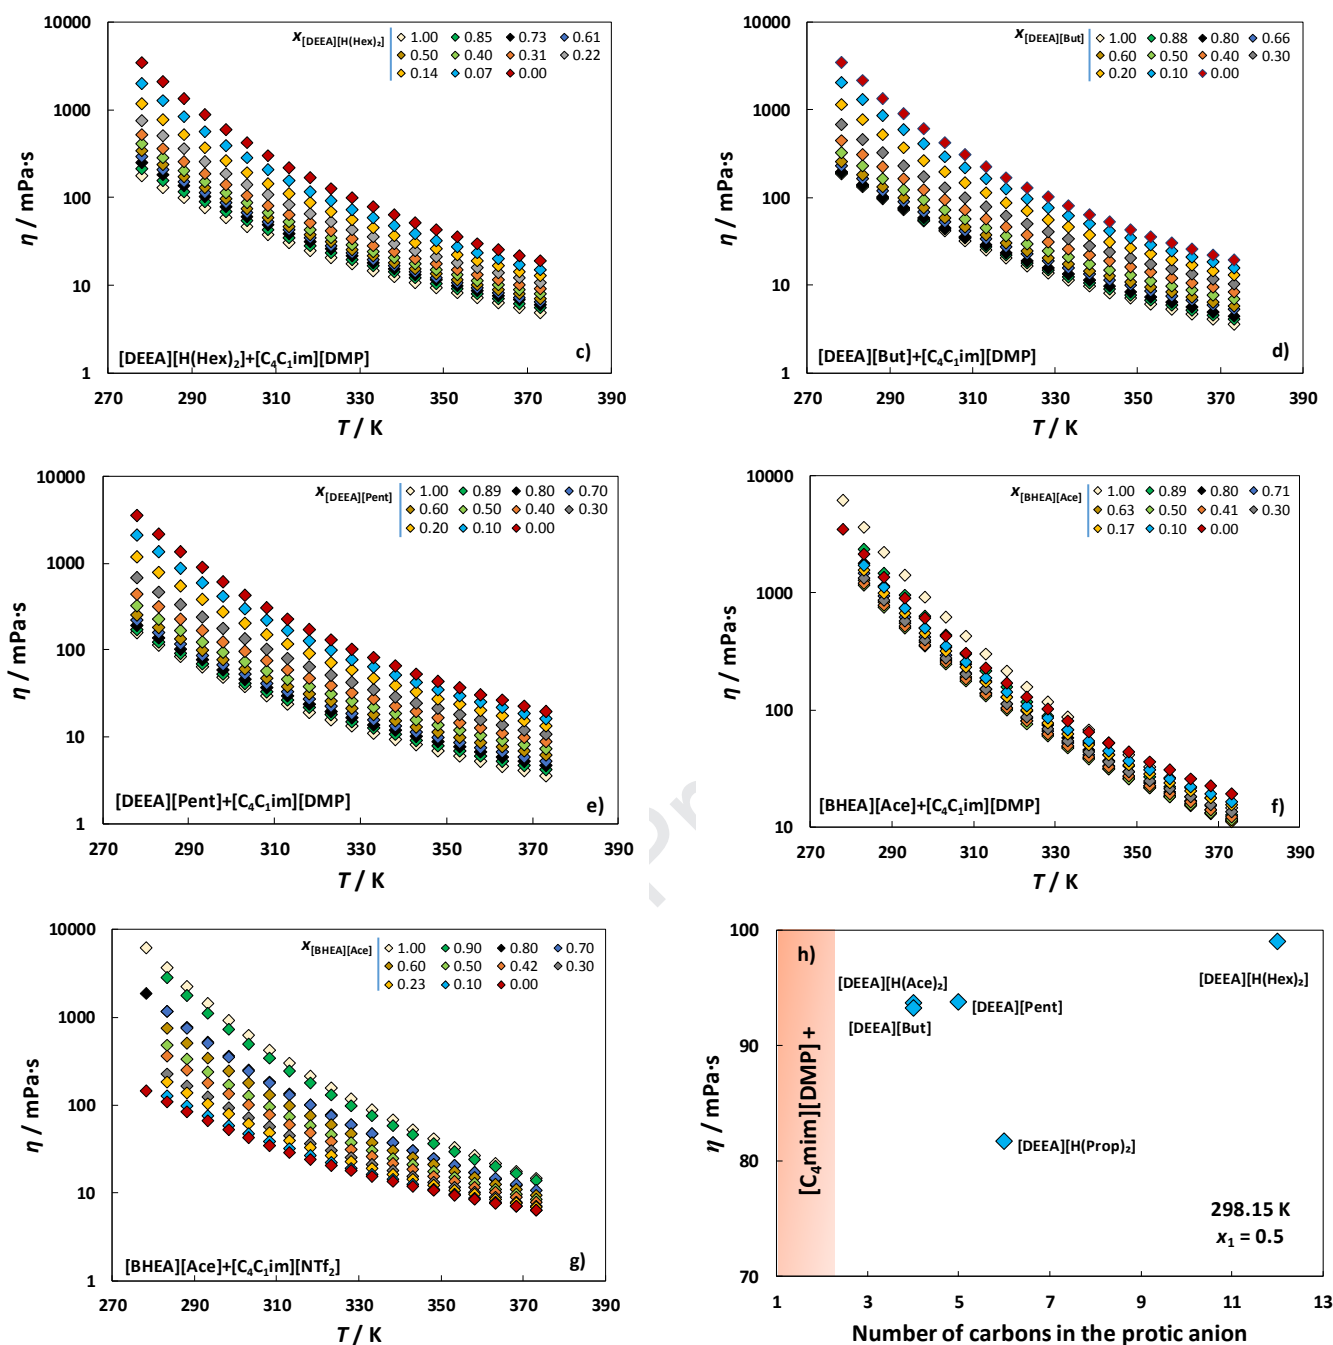 10000
1000
100
10
1
η / mPa·s
x[DEEA][H(Hex)₂]
1.00 0.85 0.73 0.61
0.50 0.40 0.31 0.22
0.14 0.07 0.00
[DEEA][H(Hex)₂]+[C₄C₁im][DMP]
c)
270 290 310 330 350 370 390
T / K
10000
1000
100
10
1
η / mPa·s
x[DEEA][But]
1.00 0.88 0.80 0.66
0.60 0.50 0.40 0.30
0.20 0.10 0.00
[DEEA][But]+[C₄C₁im][DMP]
d)
270 290 310 330 350 370 390
T / K
10000
1000
100
10
1
η / mPa·s
x[DEEA][Pent]
1.00 0.89 0.80 0.70
0.60 0.50 0.40 0.30
0.20 0.10 0.00
[DEEA][Pent]+[C₄C₁im][DMP]
e)
270 290 310 330 350 370 390
T / K
10000
1000
100
10
η / mPa·s
x[BHEA][Ace]
1.00 0.89 0.80 0.71
0.63 0.50 0.41 0.30
0.17 0.10 0.00
[BHEA][Ace]+[C₄C₁im][DMP]
f)
270 290 310 330 350 370 390
T / K
10000
1000
100
10
1
η / mPa·s
x[BHEA][Ace]
1.00 0.90 0.80 0.70
0.60 0.50 0.42 0.30
0.23 0.10 0.00
[BHEA][Ace]+[C₄C₁im][NTf₂]
g)
270 290 310 330 350 370 390
T / K
100
90
80
70
η / mPa·s
h)
[C₄mim][DMP] +
[DEEA][H(Ace)₂]
[DEEA][But]
[DEEA][Pent]
[DEEA][H(Hex)₂]
[DEEA][H(Prop)₂]
298.15 K
x₁ = 0.5
1 3 5 7 9 11 13
Number of carbons in the protic anion